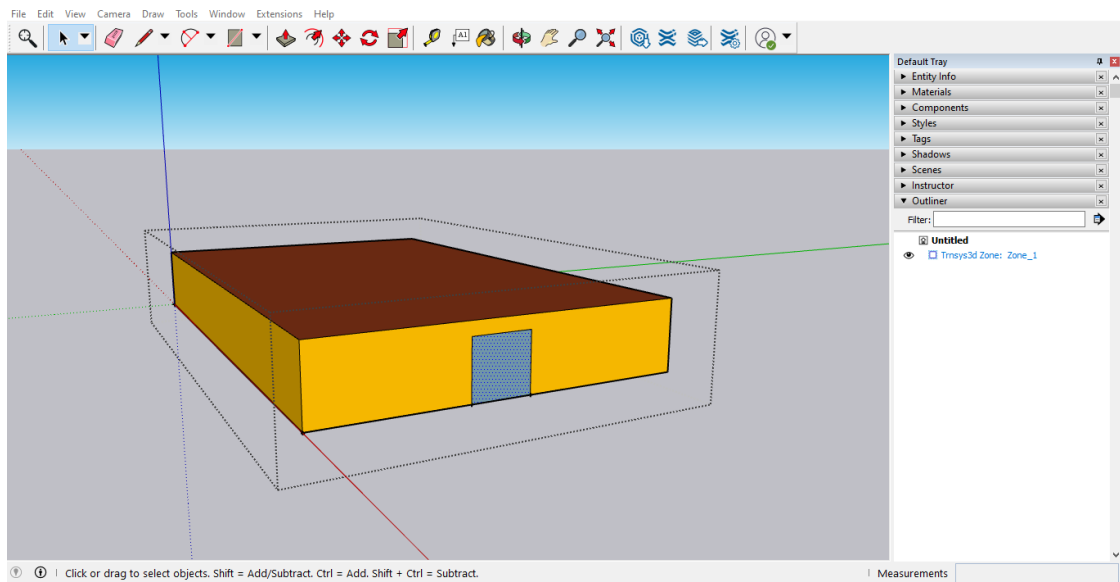 File Edit View Camera Draw Tools Window Extensions Help
A1
Default Tray
Entity Info
Materials
Components
Styles
Tags
Shadows
Scenes
Instructor
Outliner
Filter:
Untitled
Trnsys3d Zone: Zone_1
Click or drag to select objects. Shift = Add/Subtract. Ctrl = Add. Shift + Ctrl = Subtract.
Measurements